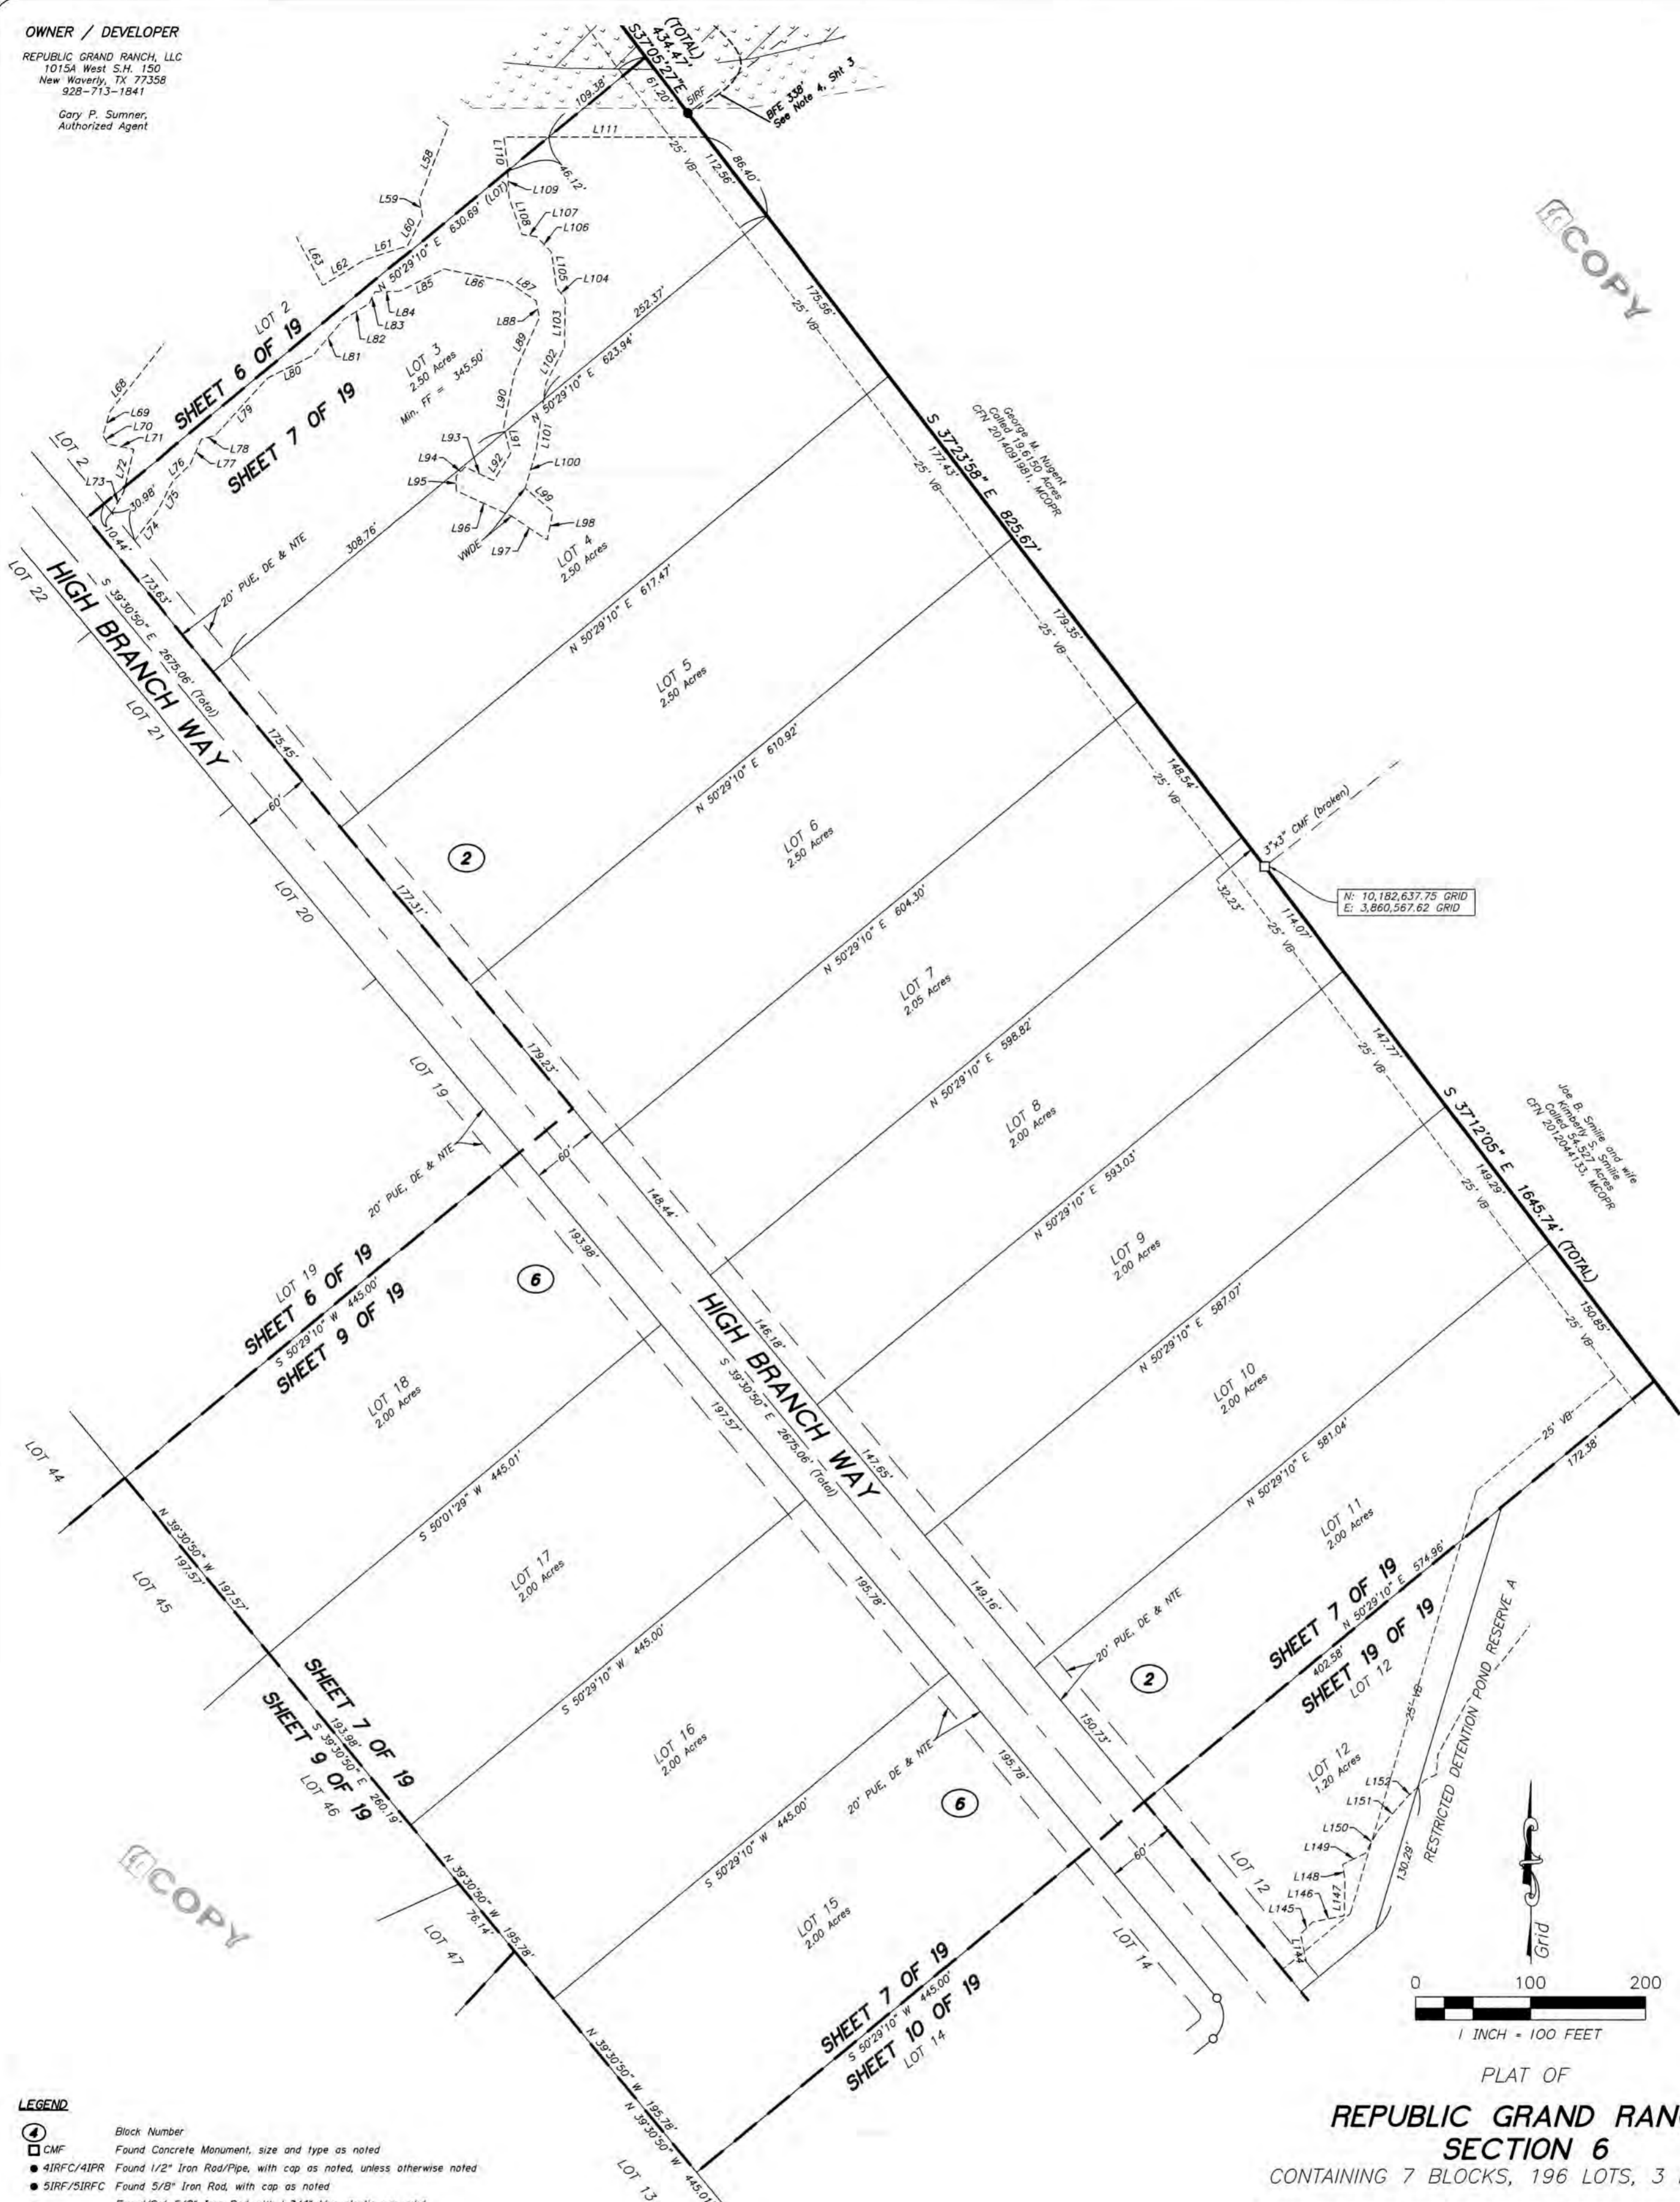 OWNER / DEVELOPER
REPUBLIC GRAND RANCH, LLC
1015A West S.H. 150
New Waverly, TX 77358
928-713-1841
Gary P. Sumner,
Authorized Agent
(TOTAL)
434.47'
S37°05'27"E
61.20'
5IRF
BFE 338'
See Note 4, Sht 3
109.38'
L111
L110
46.12'
25' VB
112.56'
86.40'
L58
L59
L60
L61
L62
L63
N 50°29'10" E 630.69' (LOT)
L109
L108
L107
L106
L105
L104
L103
L102
L101
L100
L85
L86
L87
L88
L89
L90
L84
L83
L82
L81
L80
L79
L78
L77
L76
L75
L74
L68
L69
L70
L71
L72
L73
30.98'
10.44'
LOT 2
SHEET 6 OF 19
SHEET 7 OF 19
LOT 2
LOT 3
2.50 Acres
Min. FF = 345.50'
252.37'
N 50°29'10" E 623.94'
308.76'
L91
L92
L93
L94
L95
L96
L97
L98
L99
VWDE
LOT 4
2.50 Acres
175.56'
25' VB
COPY
S 37°23'58" E 825.67'
177.43'
25' VB
George M. Nugent
Called 19.6150 Acres
CFN 2014091981, MCOPR
173.63'
20' PUE, DE & NTE
LOT 22
HIGH BRANCH WAY
S 39°30'50" E 2675.06' (Total)
LOT 21
N 50°29'10" E 617.47'
LOT 5
2.50 Acres
179.35'
25' VB
175.45'
60'
N 50°29'10" E 610.92'
LOT 6
2.50 Acres
148.54'
25' VB
3"x3" CMF (broken)
N: 10,182,637.75 GRID
E: 3,860,567.62 GRID
32.23'
114.07'
25' VB
2
LOT 20
177.31'
N 50°29'10" E 604.30'
LOT 7
2.05 Acres
179.23'
LOT 19
N 50°29'10" E 598.82'
LOT 8
2.00 Acres
147.77'
25' VB
S 37°12'05" E 1645.74' (TOTAL)
Joe B. Smilie and wife
Kimberly S. Smilie
Called 54.527 Acres
CFN 2012044133, MCOPR
149.29'
25' VB
20' PUE, DE & NTE
60'
148.44'
N 50°29'10" E 593.03'
LOT 9
2.00 Acres
150.85'
25' VB
LOT 19
SHEET 6 OF 19
S 50°29'10" W 445.00'
SHEET 9 OF 19
193.98'
6
HIGH BRANCH WAY
146.18'
S 39°30'50" E 2675.06' (Total)
N 50°29'10" E 587.07'
LOT 10
2.00 Acres
LOT 18
2.00 Acres
197.57'
147.65'
N 50°29'10" E 581.04'
25' VB
172.38'
LOT 44
S 50°01'29" W 445.01'
N 39°30'50" W 197.57'
197.57'
LOT 45
LOT 17
2.00 Acres
195.78'
149.16'
LOT 11
2.00 Acres
SHEET 7 OF 19
N 50°29'10" E 574.96'
402.58'
SHEET 19 OF 19
LOT 12
20' PUE, DE & NTE
2
S 50°29'10" W 445.00'
SHEET 7 OF 19
193.98'
S 39°30'50" E 260.19'
SHEET 9 OF 19
LOT 46
LOT 16
2.00 Acres
20' PUE, DE & NTE
195.78'
150.73'
25' VB
RESTRICTED DETENTION POND RESERVE A
LOT 12
1.20 Acres
L152
L151
L150
L149
L148
L147
L146
L145
L144
130.29'
6
60'
LOT 12
COPY
N 39°30'50" W 195.78'
76.14'
LOT 47
S 50°29'10" W 445.00'
LOT 15
2.00 Acres
LOT 14
SHEET 7 OF 19
S 50°29'10" W 445.00'
SHEET 10 OF 19
LOT 14
N 39°30'50" W 195.78'
N 39°30'50" W 445.01'
LOT 13
Grid
0 100 200
1 INCH = 100 FEET
PLAT OF
REPUBLIC GRAND RAN
SECTION 6
CONTAINING 7 BLOCKS, 196 LOTS, 3
LEGEND
4 Block Number
CMF Found Concrete Monument, size and type as noted
4IRFC/4IPR Found 1/2" Iron Rod/Pipe, with cap as noted, unless otherwise noted
5IRF/5IRFC Found 5/8" Iron Rod, with cap as noted